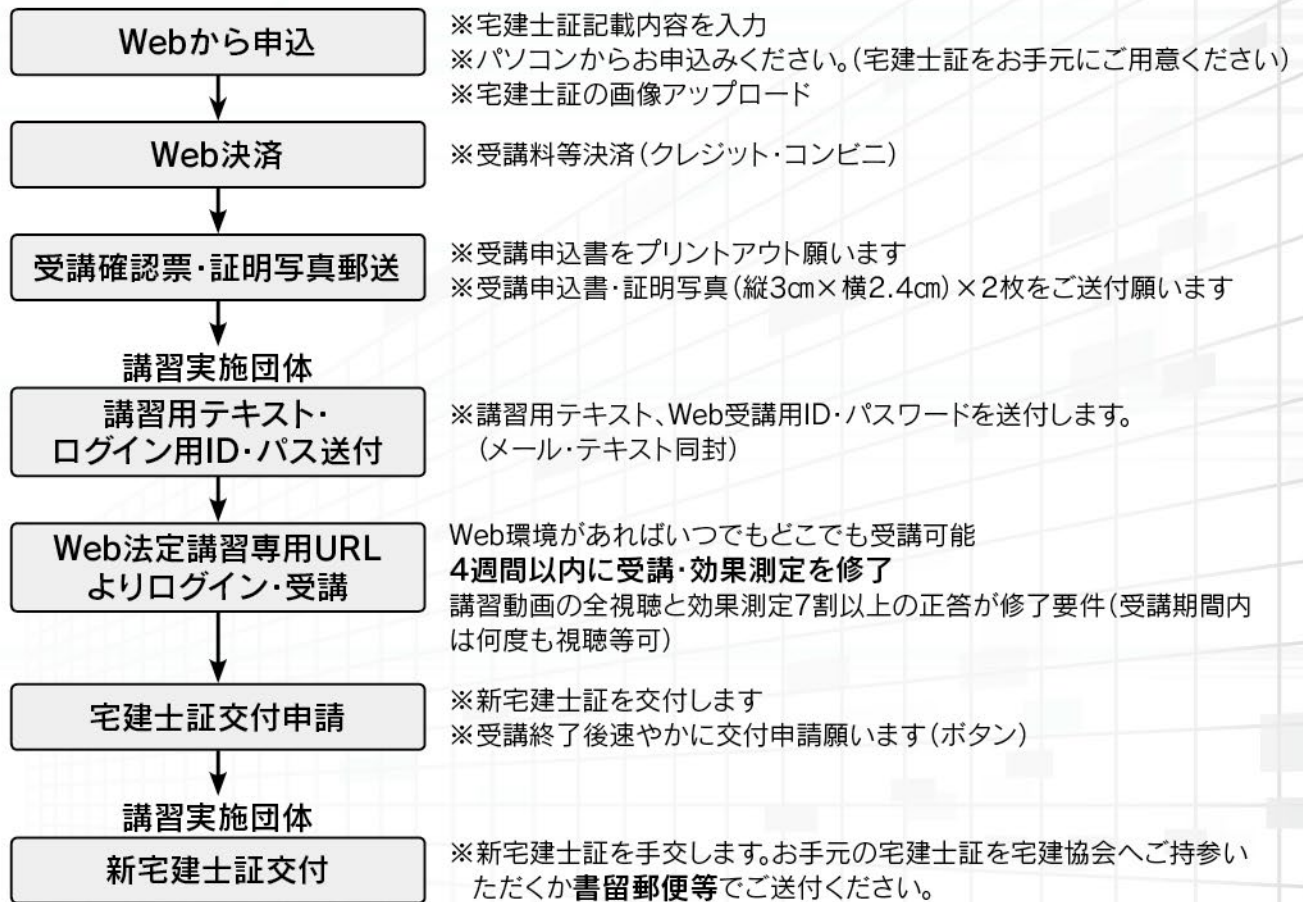 Webから申込
※宅建士証記載内容を入力
※パソコンからお申込みください。(宅建士証をお手元にご用意ください)
※宅建士証の画像アップロード
Web決済
※受講料等決済(クレジット・コンビニ)
受講確認票・証明写真郵送
※受講申込書をプリントアウト願います
※受講申込書・証明写真(縦3㎝×横2.4㎝)×2枚をご送付願います
講習実施団体
講習用テキスト・
ログイン用ID・パス送付
※講習用テキスト、Web受講用ID・パスワードを送付します。
(メール・テキスト同封)
Web法定講習専用URL
よりログイン・受講
Web環境があればいつでもどこでも受講可能
4週間以内に受講・効果測定を修了
講習動画の全視聴と効果測定7割以上の正答が修了要件(受講期間内
は何度も視聴等可)
宅建士証交付申請
※新宅建士証を交付します
※受講終了後速やかに交付申請願います(ボタン)
講習実施団体
新宅建士証交付
※新宅建士証を手交します。お手元の宅建士証を宅建協会へご持参い
ただくか書留郵便等でご送付ください。